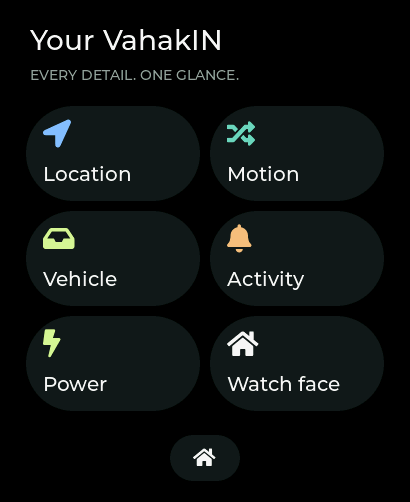 Your VahakIN
EVERY DETAIL. ONE GLANCE.
Location
Motion
Vehicle
Activity
Power
Watch face